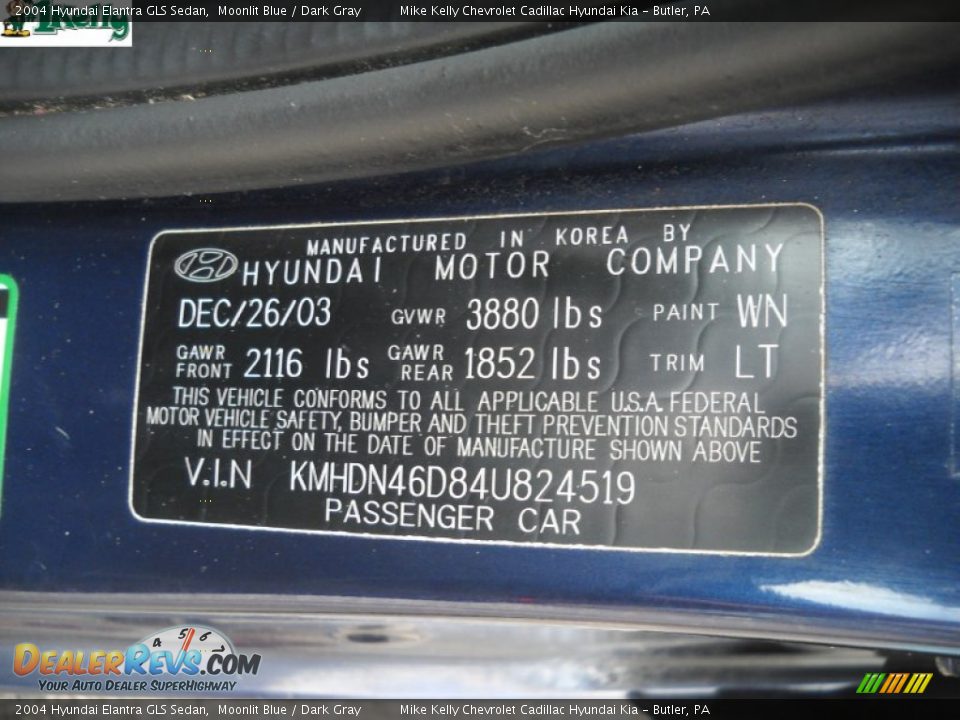 2004 Hyundai Elantra GLS Sedan, Moonlit Blue / Dark Gray Mike Kelly Chevrolet Cadillac Hyundai Kia - Butler, PA
Kelly
MANUFACTURED IN KOREA BY
HYUNDAI MOTOR COMPANY
DEC/26/03 GVWR 3880 lbs PAINT WN
GAWR FRONT 2116 lbs GAWR REAR 1852 lbs TRIM LT
THIS VEHICLE CONFORMS TO ALL APPLICABLE U.S.A. FEDERAL
MOTOR VEHICLE SAFETY, BUMPER AND THEFT PREVENTION STANDARDS
IN EFFECT ON THE DATE OF MANUFACTURE SHOWN ABOVE
V.I.N KMHDN46D84U824519
PASSENGER CAR
4 5 6
DEALERREVS.COM
YOUR AUTO DEALER SUPERHIGHWAY
2004 Hyundai Elantra GLS Sedan, Moonlit Blue / Dark Gray Mike Kelly Chevrolet Cadillac Hyundai Kia - Butler, PA